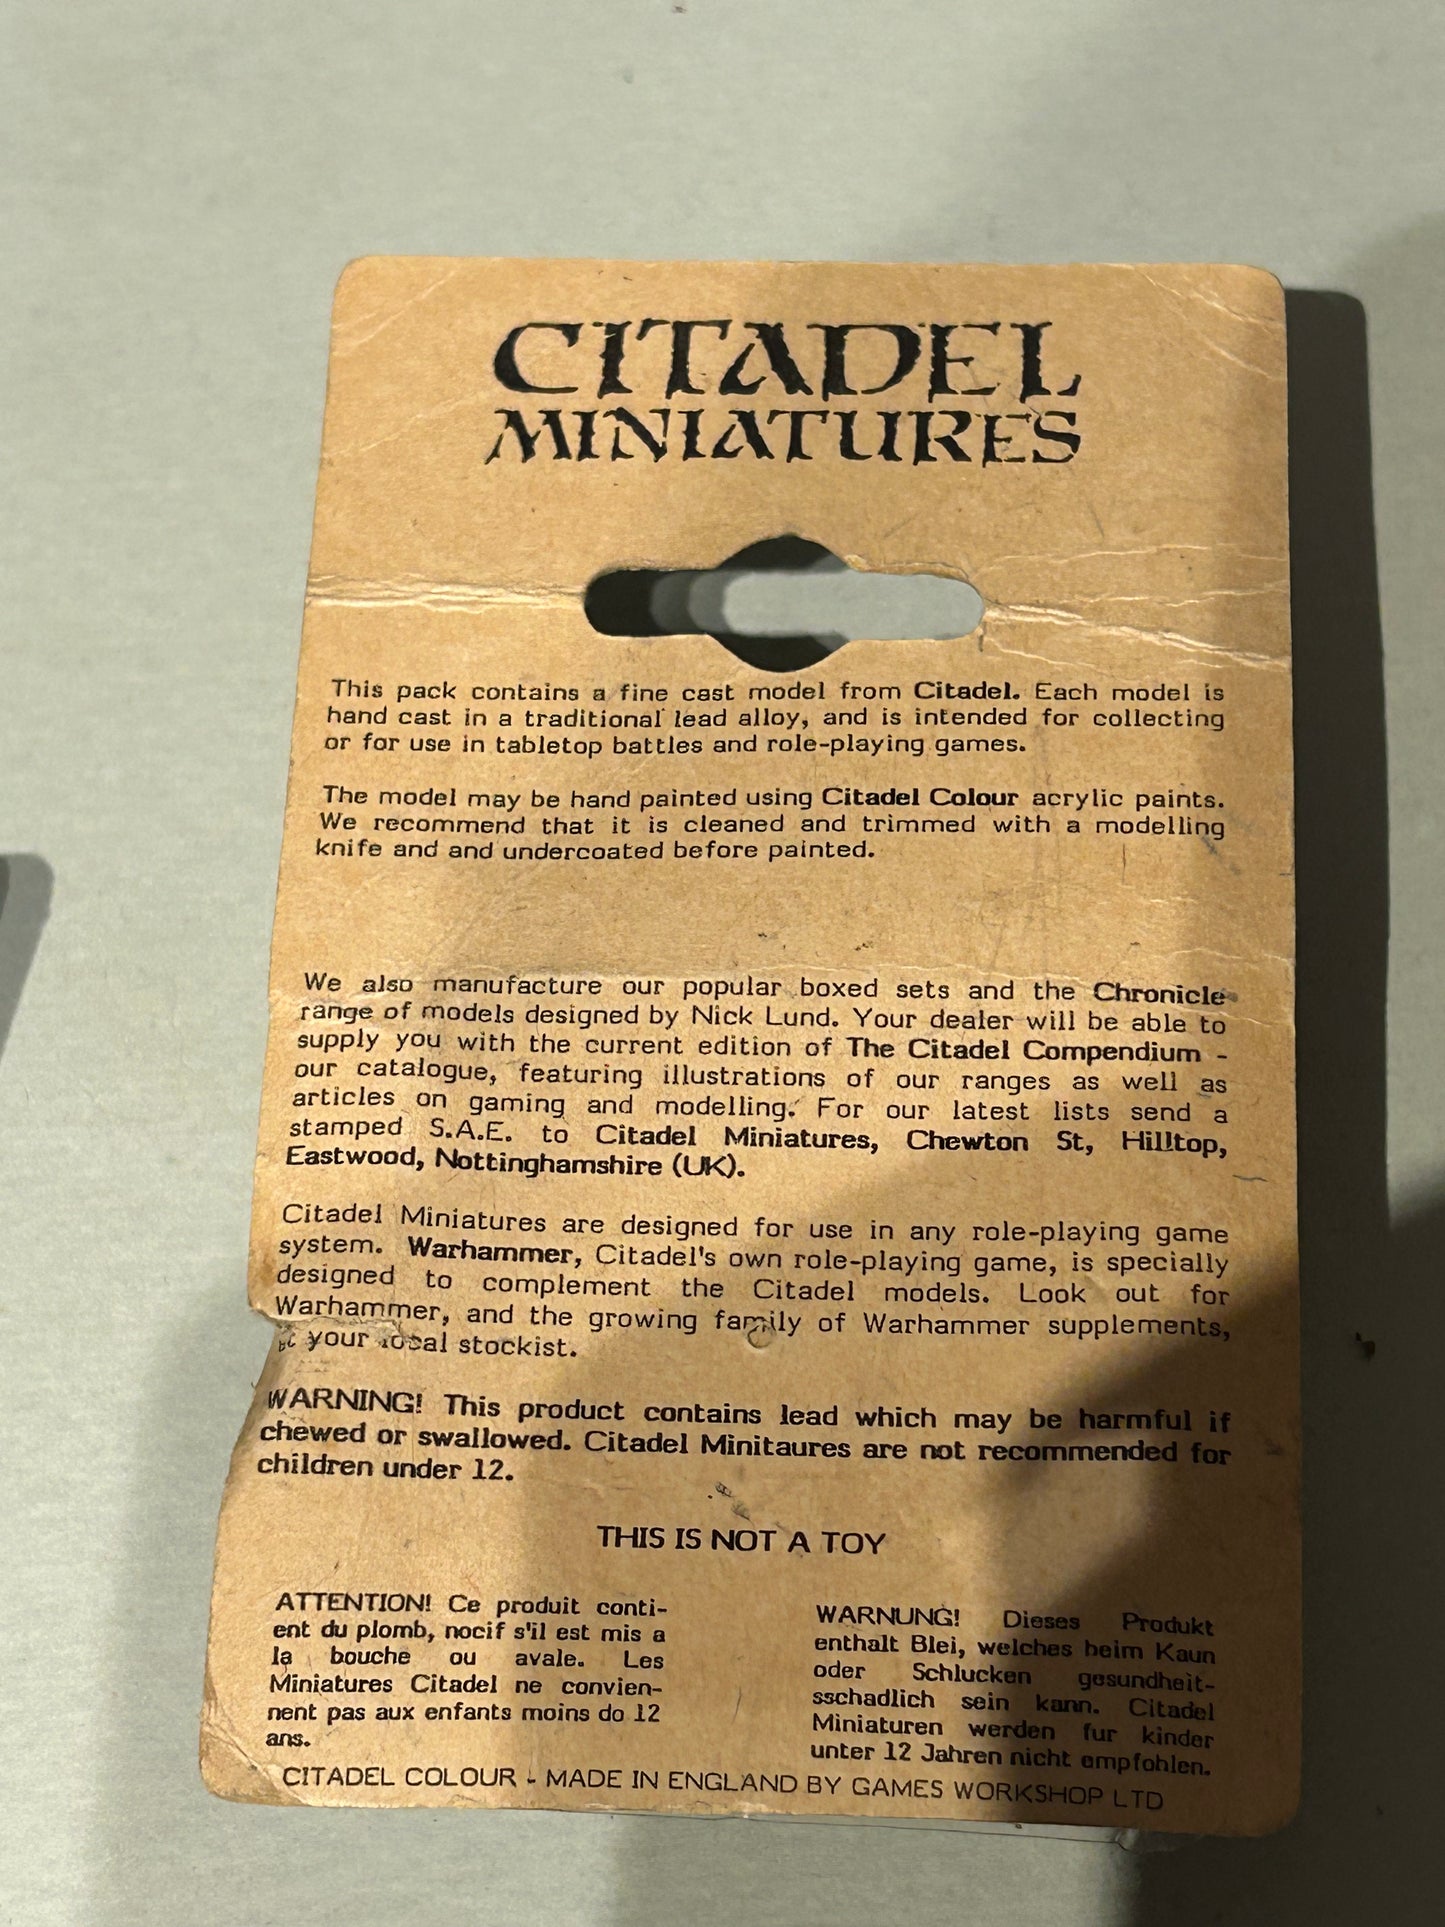 CITADEL
MINIATURES
This pack contains a fine cast model from Citadel. Each model is
hand cast in a traditional lead alloy, and is intended for collecting
or for use in tabletop battles and role-playing games.
The model may be hand painted using Citadel Colour acrylic paints.
We recommend that it is cleaned and trimmed with a modelling
knife and and undercoated before painted.
We also manufacture our popular boxed sets and the Chronicle
range of models designed by Nick Lund. Your dealer will be able to
supply you with the current edition of The Citadel Compendium -
our catalogue, featuring illustrations of our ranges as well as
articles on gaming and modelling. For our latest lists send a
stamped S.A.E. to Citadel Miniatures, Chewton St, Hilltop,
Eastwood, Nottinghamshire (UK).
Citadel Miniatures are designed for use in any role-playing game
system. Warhammer, Citadel's own role-playing game, is specially
designed to complement the Citadel models. Look out for
Warhammer, and the growing family of Warhammer supplements,
your local stockist.
WARNING! This product contains lead which may be harmful if
chewed or swallowed. Citadel Minitaures are not recommended for
children under 12.
THIS IS NOT A TOY
ATTENTION! Ce produit conti-
ent du plomb, nocif s'il est mis a
la bouche ou avale. Les
Miniatures Citadel ne convien-
nent pas aux enfants moins do 12
ans.
WARNUNG! Dieses Produkt
enthalt Blei, welches beim Kaun
oder Schlucken gesundheit-
sschadlich sein kann. Citadel
Miniaturen werden fur kinder
unter 12 Jahren nicht empfohlen.
CITADEL COLOUR - MADE IN ENGLAND BY GAMES WORKSHOP LTD